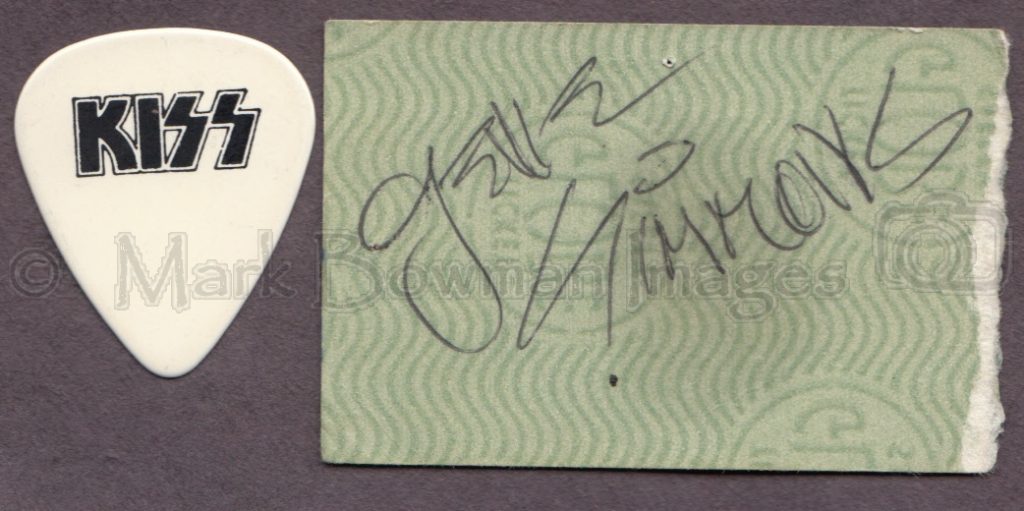 KISS
Gene
Simmons
© Mark Bowman Images